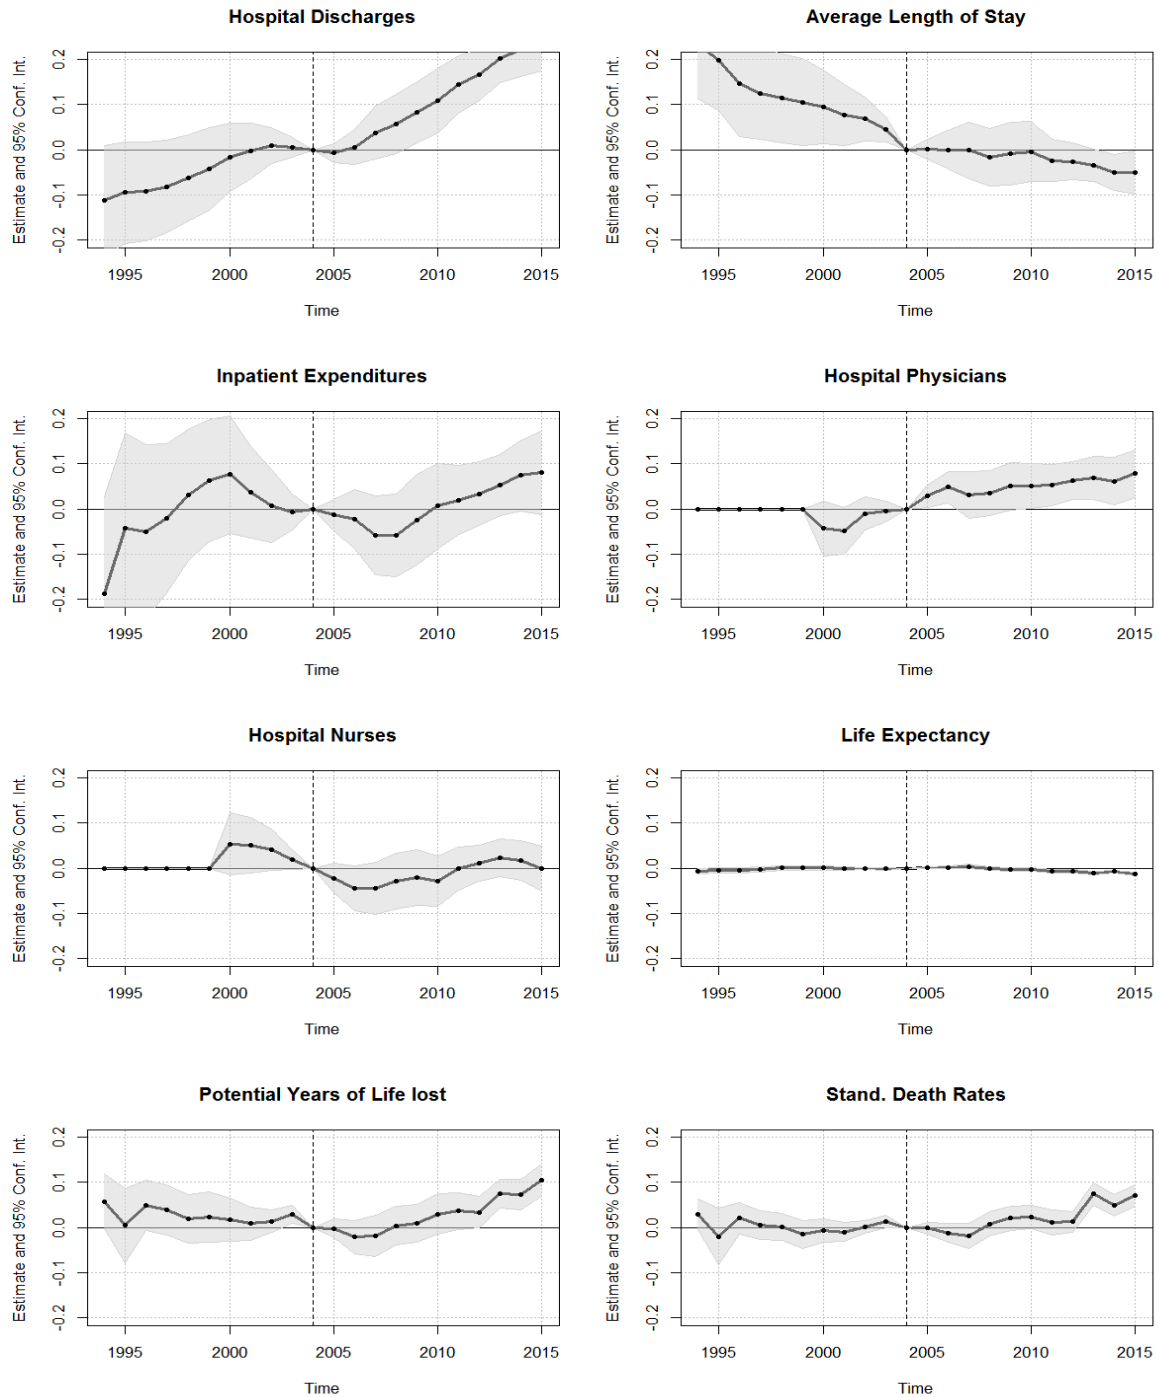 Hospital Discharges
Estimate and 95% Conf. Int.
0.2
0.1
0.0
-0.1
-0.2
1995 2000 2005 2010 2015
Time
Average Length of Stay
Estimate and 95% Conf. Int.
0.2
0.1
0.0
-0.1
-0.2
1995 2000 2005 2010 2015
Time
Inpatient Expenditures
Estimate and 95% Conf. Int.
0.2
0.1
0.0
-0.1
-0.2
1995 2000 2005 2010 2015
Time
Hospital Physicians
Estimate and 95% Conf. Int.
0.2
0.1
0.0
-0.1
-0.2
1995 2000 2005 2010 2015
Time
Hospital Nurses
Estimate and 95% Conf. Int.
0.2
0.1
0.0
-0.1
-0.2
1995 2000 2005 2010 2015
Time
Life Expectancy
Estimate and 95% Conf. Int.
0.2
0.1
0.0
-0.1
-0.2
1995 2000 2005 2010 2015
Time
Potential Years of Life lost
Estimate and 95% Conf. Int.
0.2
0.1
0.0
-0.1
-0.2
1995 2000 2005 2010 2015
Time
Stand. Death Rates
Estimate and 95% Conf. Int.
0.2
0.1
0.0
-0.1
-0.2
1995 2000 2005 2010 2015
Time